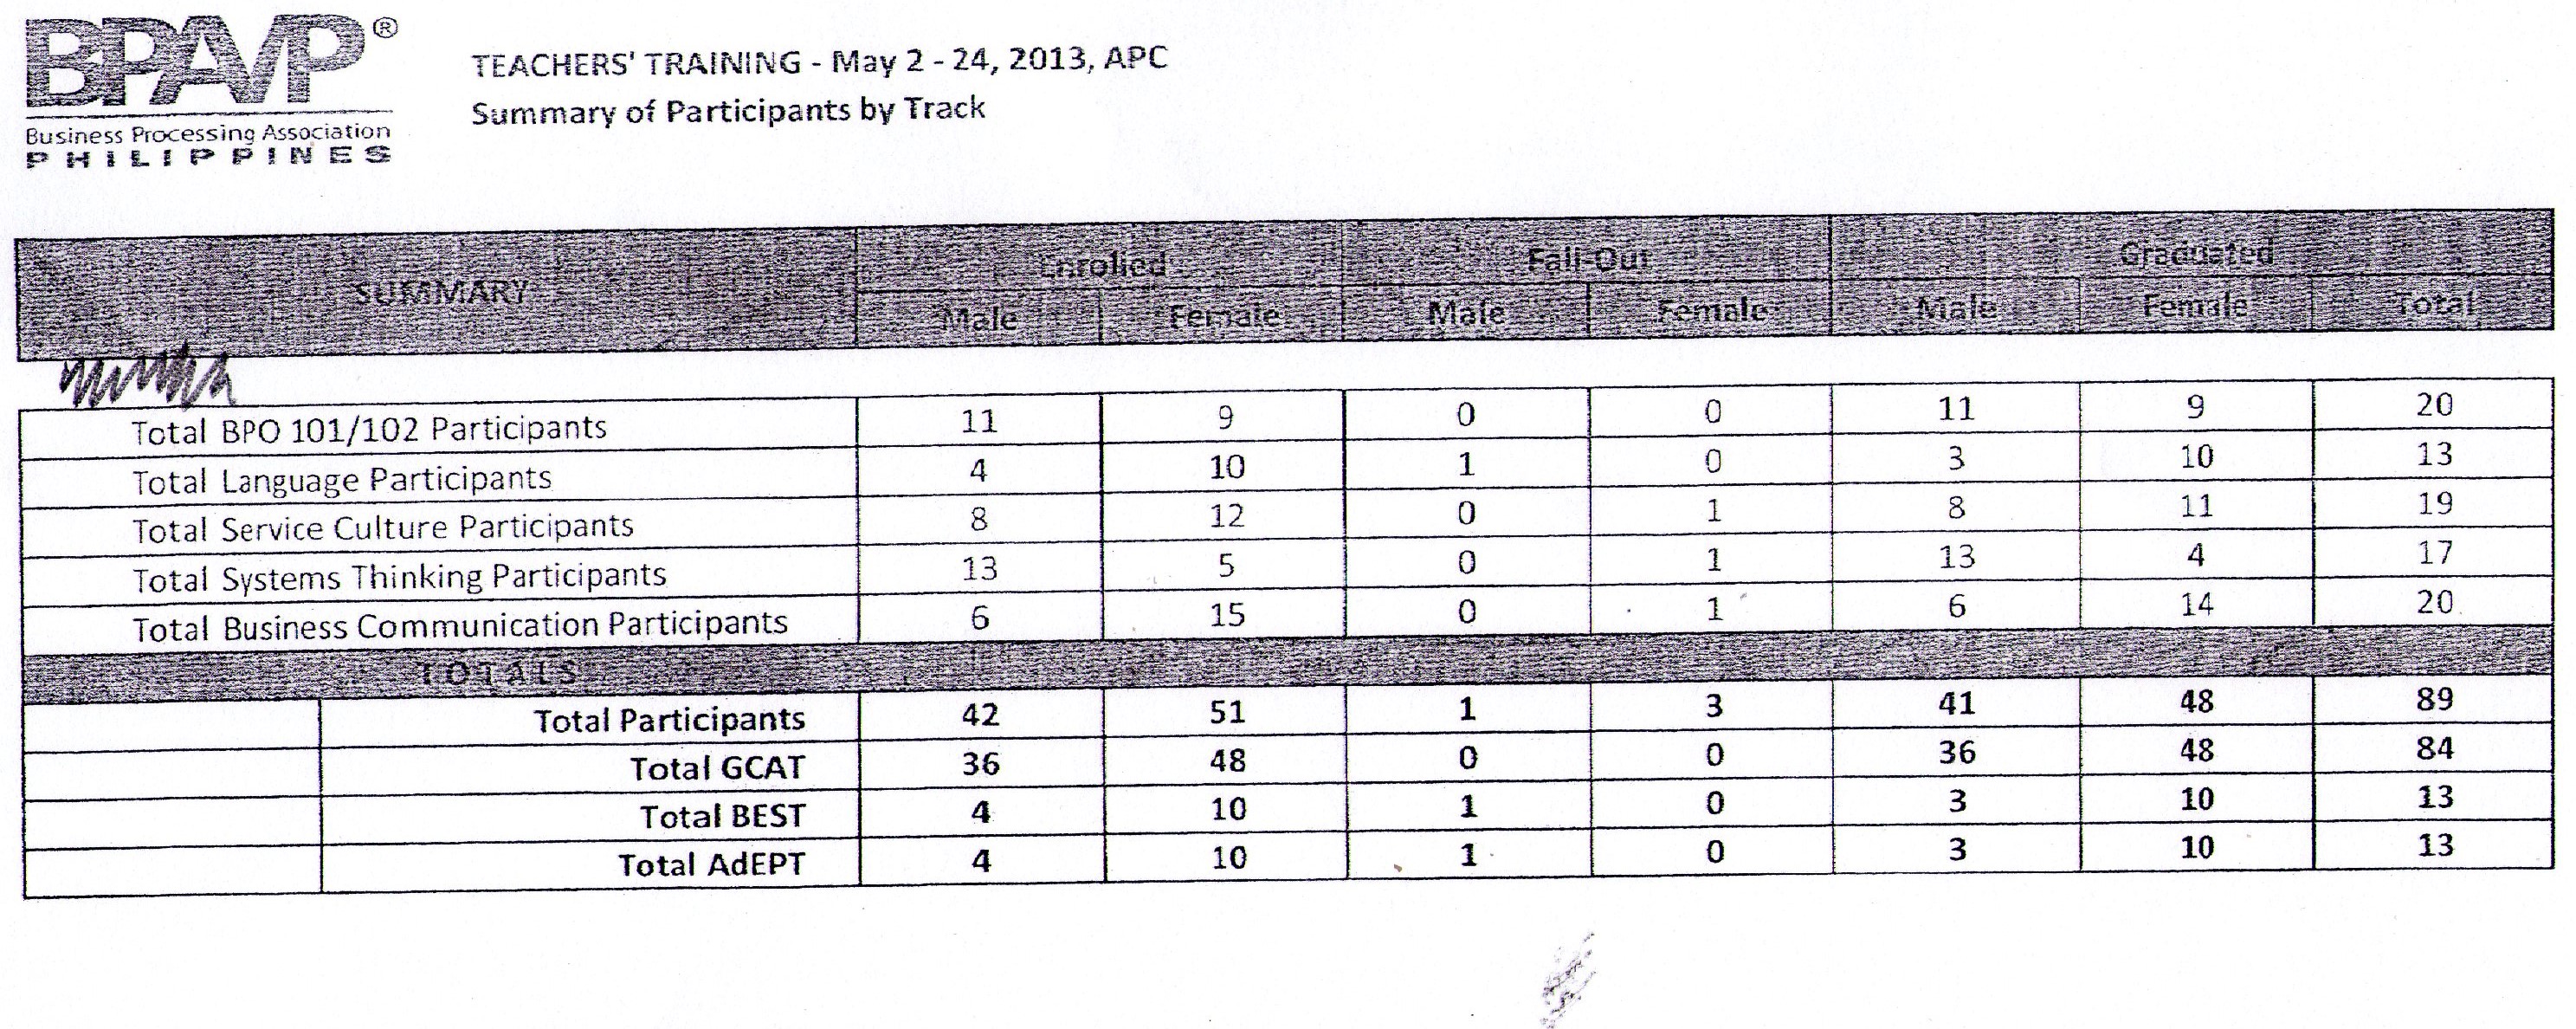 BPA/P®
Business Processing Association
PHILIPPINES
TEACHERS' TRAINING - May 2 - 24, 2013, APC
Summary of Participants by Track
SUMMARY Enrolled Fall-Out Graduated
Male Female Male Female Male Female Total
Total BPO 101/102 Participants 11 9 0 0 11 9 20
Total Language Participants 4 10 1 0 3 10 13
Total Service Culture Participants 8 12 0 1 8 11 19
Total Systems Thinking Participants 13 5 0 1 13 4 17
Total Business Communication Participants 6 15 0 1 6 14 20
TOTALS
Total Participants 42 51 1 3 41 48 89
Total GCAT 36 48 0 0 36 48 84
Total BEST 4 10 1 0 3 10 13
Total AdEPT 4 10 1 0 3 10 13